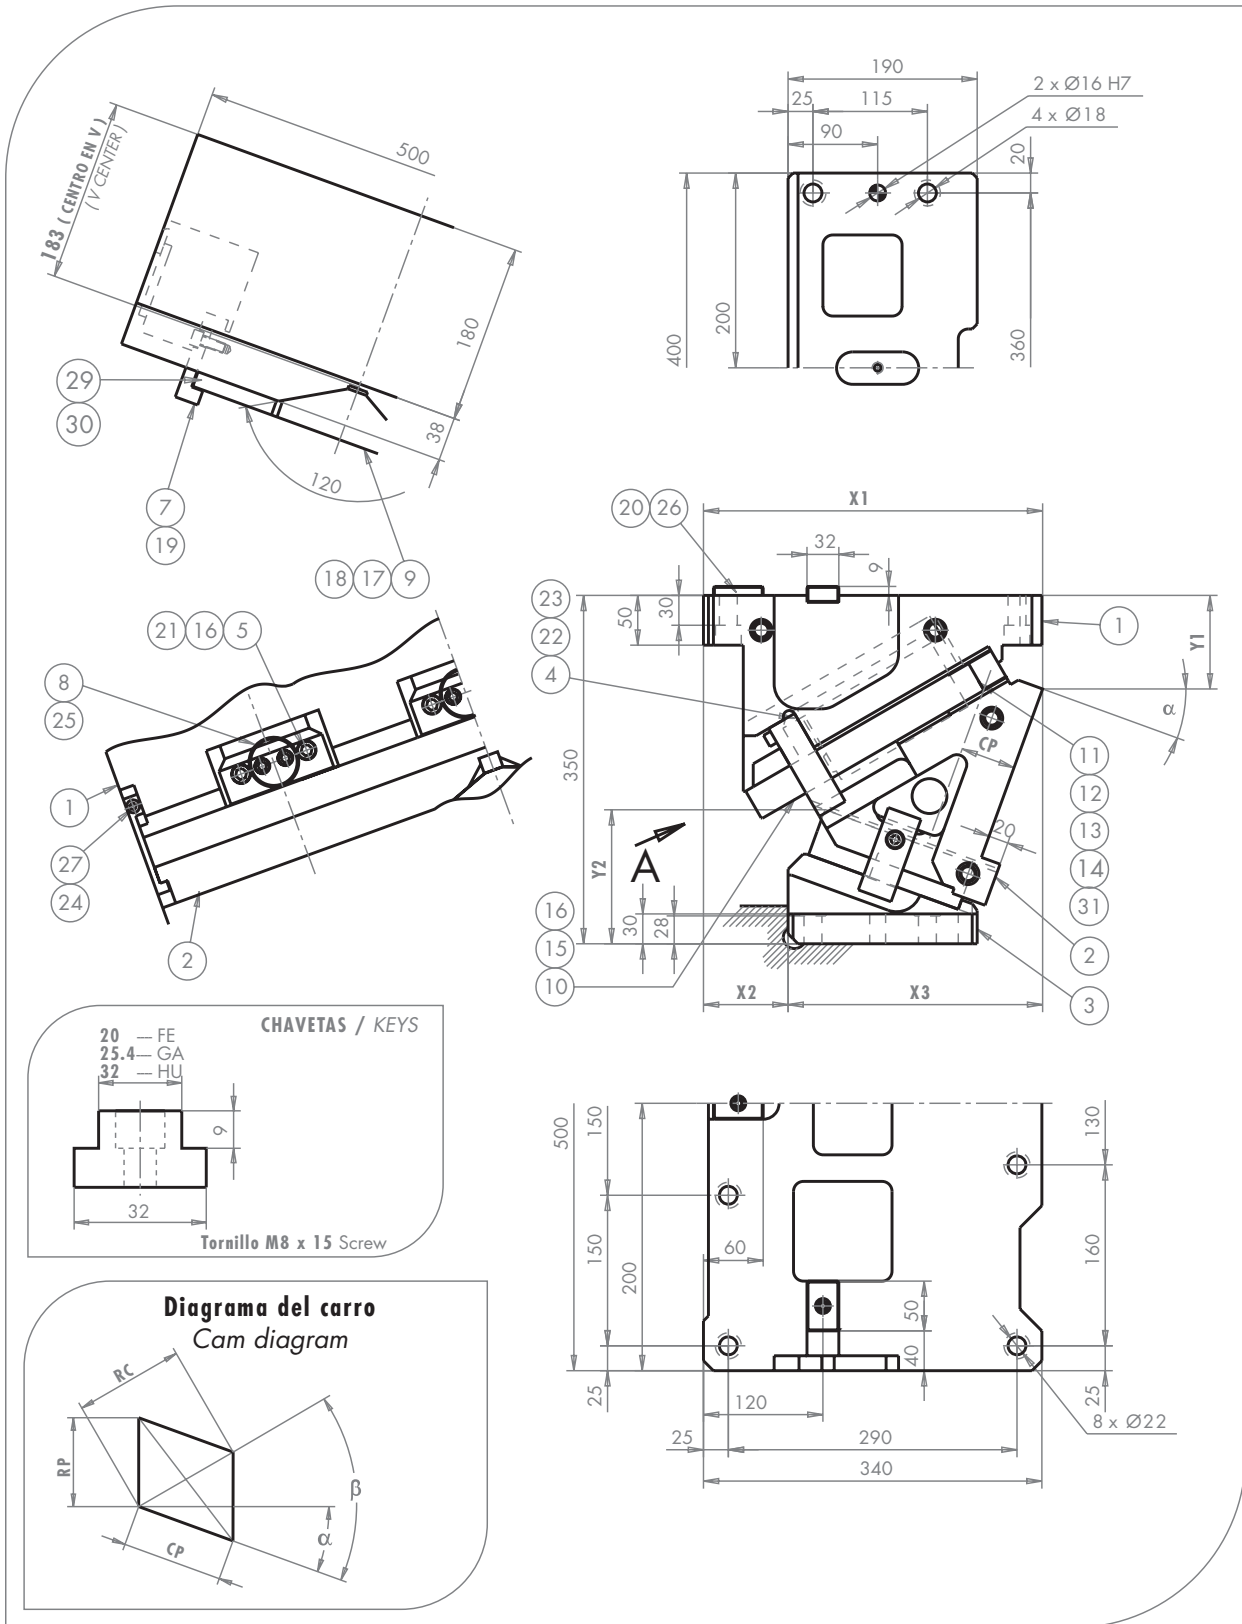 190
2 x Ø16 H7
25
115
4 x Ø18
90
20
400
200
360
183 ( CENTRO EN V )
( V CENTER )
500
180
38
29
30
120
7
19
18
17
9
X1
20
26
32
9
23
22
4
50
30
1
Y1
α
CP
350
11
12
13
14
31
20
Y2
A
30
28
16
15
10
2
3
X2
X3
21
16
5
8
25
1
27
24
2
CHAVETAS / KEYS
20 — FE
25.4 — GA
32 — HU
9
32
Tornillo M8 x 15 Screw
Diagrama del carro
Cam diagram
RC
RP
β
α
CP
500
150
130
150
200
160
60
50
40
25
25
120
8 x Ø22
25
290
340